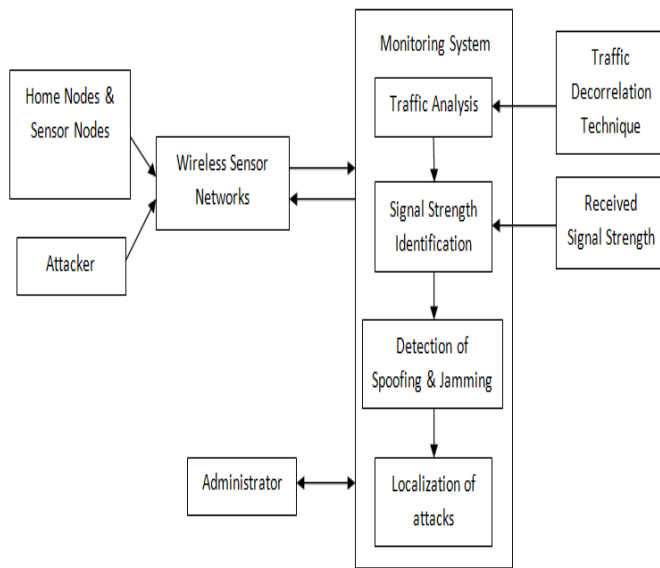 Monitoring System
Home Nodes &
Sensor Nodes
Traffic Analysis
Traffic
Decorrelation
Technique
Wireless Sensor
Networks
Attacker
Signal Strength
Identification
Received
Signal Strength
Detection of
Spoofing & Jamming
Administrator
Localization of
attacks